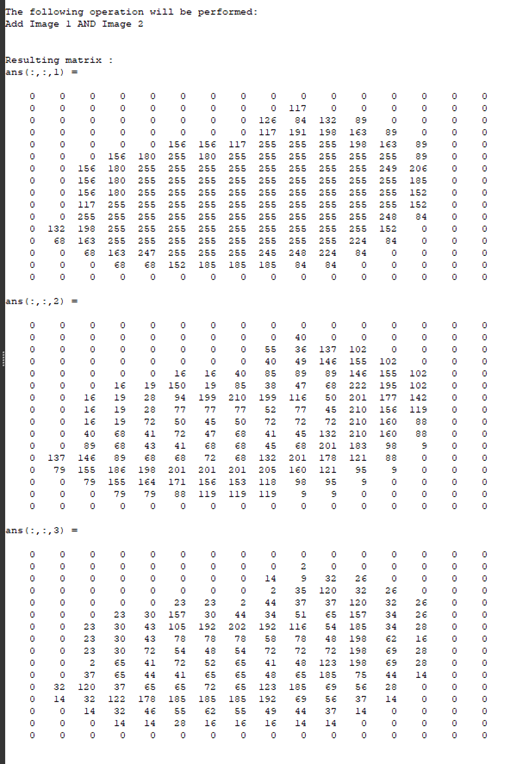 The following operation will be performed:
Add Image 1 AND Image 2
Resulting matrix :
ans(:,:,1) =
0 0 0 0 0 0 0 0 0 0 0 0 0 0 0 0
0 0 0 0 0 0 0 0 0 117 0 0 0 0 0 0
0 0 0 0 0 0 0 0 126 84 132 89 0 0 0 0
0 0 0 0 0 0 0 0 117 191 198 163 89 0 0 0
0 0 0 0 0 156 156 117 255 255 255 198 163 89 0 0
0 0 0 156 180 255 180 255 255 255 255 255 255 89 0 0
0 0 156 180 255 255 255 255 255 255 255 255 249 206 0 0
0 0 156 180 255 255 255 255 255 255 255 255 255 185 0 0
0 0 156 180 255 255 255 255 255 255 255 255 255 152 0 0
0 0 117 255 255 255 255 255 255 255 255 255 255 152 0 0
0 0 255 255 255 255 255 255 255 255 255 255 248 84 0 0
0 132 198 255 255 255 255 255 255 255 255 255 152 0 0 0
0 68 163 255 255 255 255 255 255 255 255 224 84 0 0 0
0 0 68 163 247 255 255 255 245 248 224 84 0 0 0 0
0 0 0 68 68 152 185 185 185 84 84 0 0 0 0 0
0 0 0 0 0 0 0 0 0 0 0 0 0 0 0 0
ans(:,:,2) =
0 0 0 0 0 0 0 0 0 0 0 0 0 0 0 0
0 0 0 0 0 0 0 0 0 40 0 0 0 0 0 0
0 0 0 0 0 0 0 0 55 36 137 102 0 0 0 0
0 0 0 0 0 0 0 0 40 49 146 155 102 0 0 0
0 0 0 0 0 16 16 40 85 89 89 146 155 102 0 0
0 0 0 16 19 150 19 85 38 47 68 222 195 102 0 0
0 0 16 19 28 94 199 210 199 116 50 201 177 142 0 0
0 0 16 19 28 77 77 77 52 77 45 210 156 119 0 0
0 0 16 19 72 50 45 50 72 72 72 210 160 88 0 0
0 0 40 68 41 72 47 68 41 45 132 210 160 88 0 0
0 0 89 68 43 41 68 68 45 68 201 183 98 9 0 0
0 137 146 89 68 68 72 68 132 201 178 121 88 0 0 0
0 79 155 186 198 201 201 201 205 160 121 95 9 0 0 0
0 0 79 155 164 171 156 153 118 98 95 9 0 0 0 0
0 0 0 79 79 88 119 119 119 9 9 0 0 0 0 0
0 0 0 0 0 0 0 0 0 0 0 0 0 0 0 0
ans(:,:,3) =
0 0 0 0 0 0 0 0 0 0 0 0 0 0 0 0
0 0 0 0 0 0 0 0 0 2 0 0 0 0 0 0
0 0 0 0 0 0 0 0 14 9 32 26 0 0 0 0
0 0 0 0 0 0 0 0 2 35 120 32 26 0 0 0
0 0 0 0 0 23 23 2 44 37 37 120 32 26 0 0
0 0 0 23 30 157 30 44 34 51 65 157 34 26 0 0
0 0 23 30 43 105 192 202 192 116 54 185 34 28 0 0
0 0 23 30 43 78 78 78 58 78 48 198 62 16 0 0
0 0 23 30 72 54 48 54 72 72 72 198 69 28 0 0
0 0 2 65 41 72 52 65 41 48 123 198 69 28 0 0
0 0 37 65 44 41 65 65 48 65 185 75 44 14 0 0
0 32 120 37 65 65 72 65 123 185 69 56 28 0 0 0
0 14 32 122 178 185 185 185 192 69 56 37 14 0 0 0
0 0 14 32 46 55 62 55 49 44 37 14 0 0 0 0
0 0 0 14 14 28 16 16 16 14 14 0 0 0 0 0
0 0 0 0 0 0 0 0 0 0 0 0 0 0 0 0